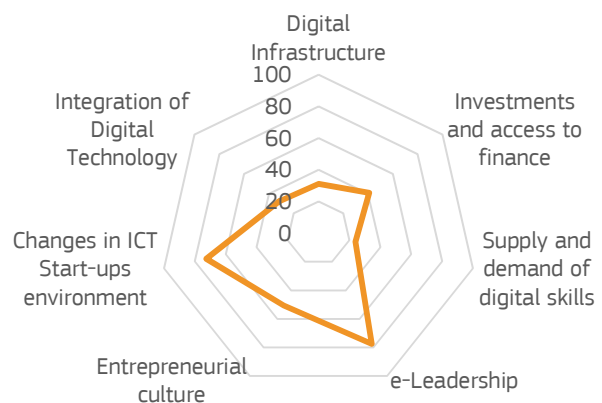 Digital
Infrastructure
100
80
60
40
20
0
Investments
and access to
finance
Supply and
demand of
digital skills
e-Leadership
Entrepreneurial
culture
Changes in ICT
Start-ups
environment
Integration of
Digital
Technology